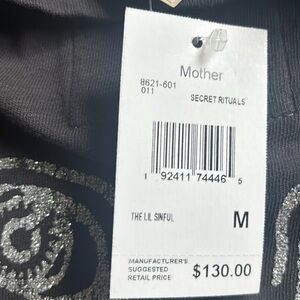 Mother
8621-601
011
SECRET RITUALS
1 92411 74446 5
THE LIL SINFUL
M
MANUFACTURER'S
SUGGESTED
RETAIL PRICE
$130.00